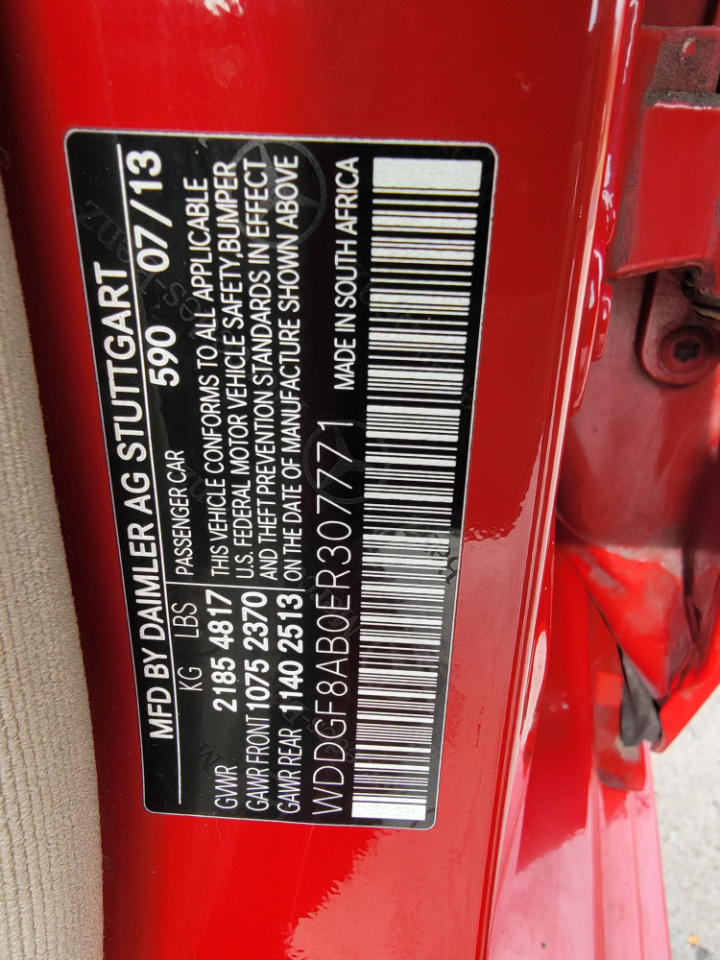 MFD BY DAIMLER AG STUTTGART
590 07/13
KG LBS PASSENGER CAR
GVWR 2185 4817 THIS VEHICLE CONFORMS TO ALL APPLICABLE
U.S. FEDERAL MOTOR VEHICLE SAFETY,BUMPER
GAWR FRONT 1075 2370 AND THEFT PREVENTION STANDARDS IN EFFECT
GAWR REAR 1140 2513 ON THE DATE OF MANUFACTURE SHOWN ABOVE
WDDGF8AB0ER307771 MADE IN SOUTH AFRICA